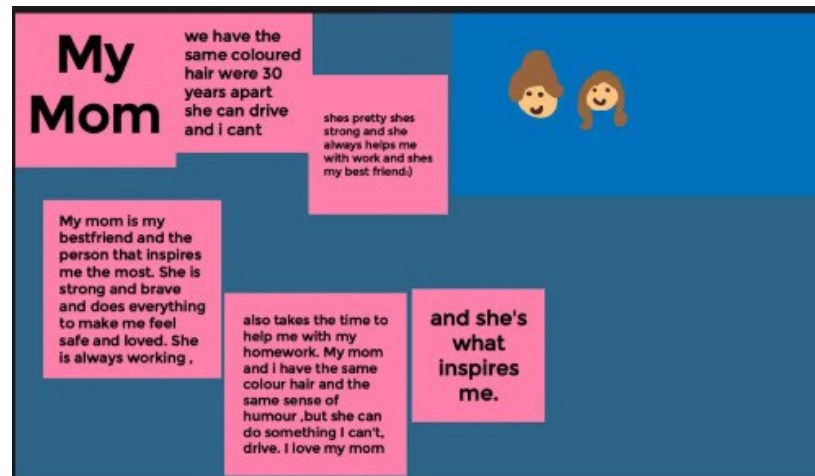 My
Mom
we have the
same coloured
hair were 30
years apart
she can drive
and i cant
shes pretty shes
strong and she
always helps me
with work and shes
my best friend:)
My mom is my
bestfriend and the
person that inspires
me the most. She is
strong and brave
and does everything
to make me feel
safe and loved. She
is always working ,
also takes the time to
help me with my
homework. My mom
and i have the same
colour hair and the
same sense of
humour ,but she can
do something I can't,
drive. I love my mom
and she's
what
inspires
me.